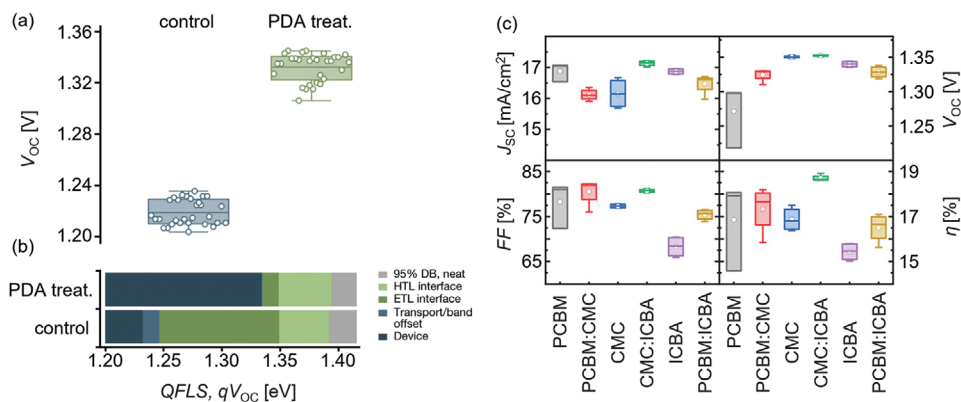 (a)
control
PDA treat.
1.36
1.32
1.28
1.24
1.20
V_OC [V]
(b)
PDA treat.
control
1.20
1.25
1.30
1.35
1.40
QFLS, qV_OC [eV]
95% DB, neat
HTL interface
ETL interface
Transport/band
offset
Device
(c)
J_SC [mA/cm²]
17
16
15
1.35
1.30
1.25
V_OC [V]
FF [%]
85
75
65
19
17
15
η [%]
PCBM
PCBM:CMC
CMC
CMC:ICBA
ICBA
PCBM:ICBA
PCBM
PCBM:CMC
CMC
CMC:ICBA
ICBA
PCBM:ICBA